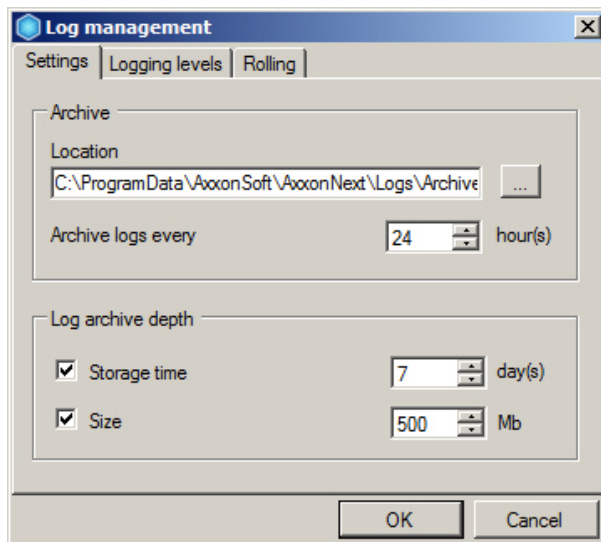 Log management
Settings Logging levels Rolling
Archive
Location
C:\ProgramData\AxxonSoft\AxxonNext\Logs\Archive ...
Archive logs every 24 hour(s)
Log archive depth
Storage time 7 day(s)
Size 500 Mb
OK Cancel